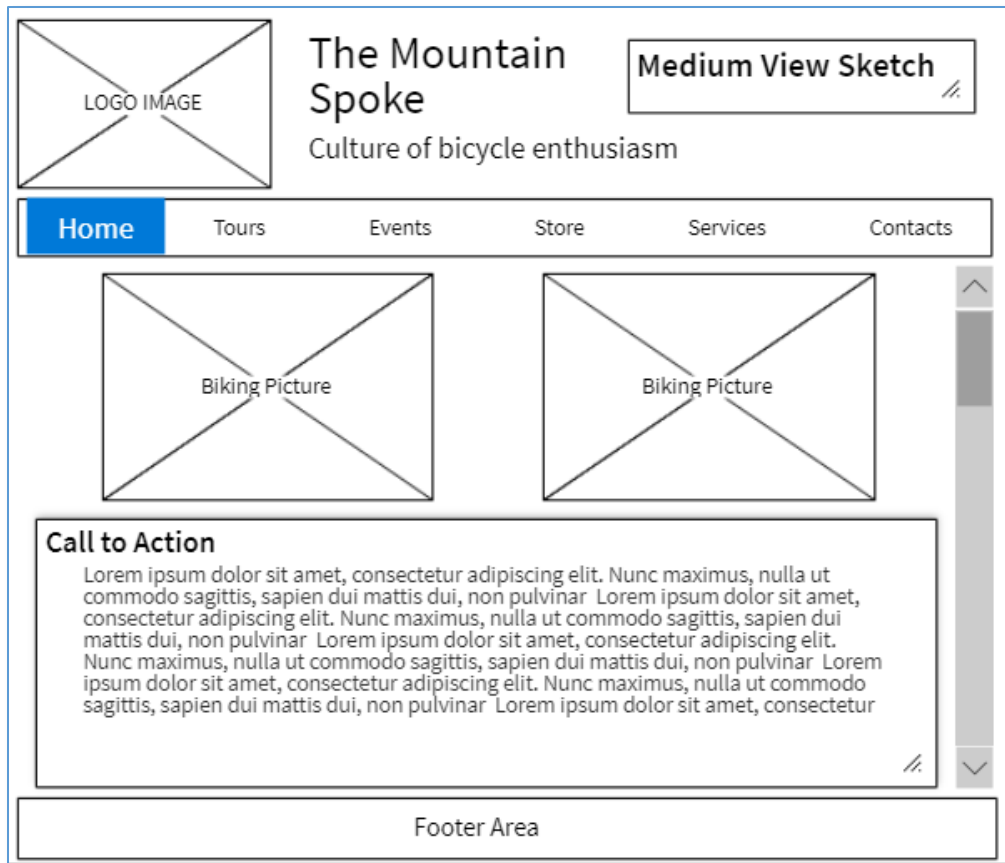 LOGO IMAGE
The Mountain
Spoke
Culture of bicycle enthusiasm
Medium View Sketch
Home Tours Events Store Services Contacts
Biking Picture Biking Picture
Call to Action
Lorem ipsum dolor sit amet, consectetur adipiscing elit. Nunc maximus, nulla ut
commodo sagittis, sapien dui mattis dui, non pulvinar Lorem ipsum dolor sit amet,
consectetur adipiscing elit. Nunc maximus, nulla ut commodo sagittis, sapien dui
mattis dui, non pulvinar Lorem ipsum dolor sit amet, consectetur adipiscing elit.
Nunc maximus, nulla ut commodo sagittis, sapien dui mattis dui, non pulvinar Lorem
ipsum dolor sit amet, consectetur adipiscing elit. Nunc maximus, nulla ut commodo
sagittis, sapien dui mattis dui, non pulvinar Lorem ipsum dolor sit amet, consectetur
Footer Area